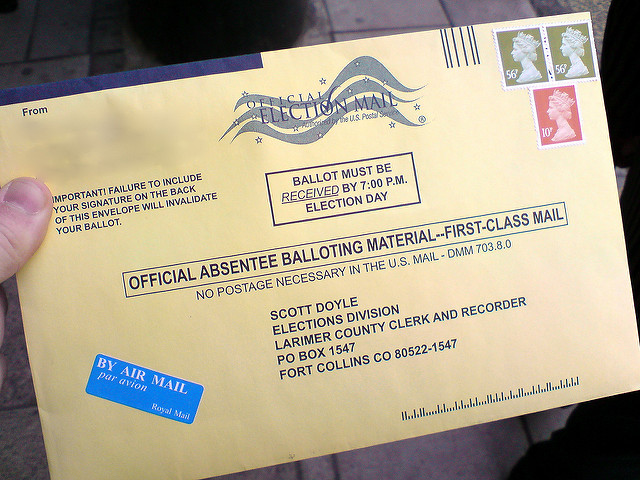 From
OFFICIAL
ELECTION MAIL
Authorized by the U.S. Postal
®
56P
56P
10P
IMPORTANT! FAILURE TO INCLUDE
YOUR SIGNATURE ON THE BACK
OF THIS ENVELOPE WILL INVALIDATE
YOUR BALLOT.
BALLOT MUST BE
RECEIVED BY 7:00 P.M.
ELECTION DAY
OFFICIAL ABSENTEE BALLOTING MATERIAL--FIRST-CLASS MAIL
NO POSTAGE NECESSARY IN THE U.S. MAIL - DMM 703.8.0
SCOTT DOYLE
ELECTIONS DIVISION
LARIMER COUNTY CLERK AND RECORDER
PO BOX 1547
FORT COLLINS CO 80522-1547
BY AIR MAIL
par avion
Royal Mail